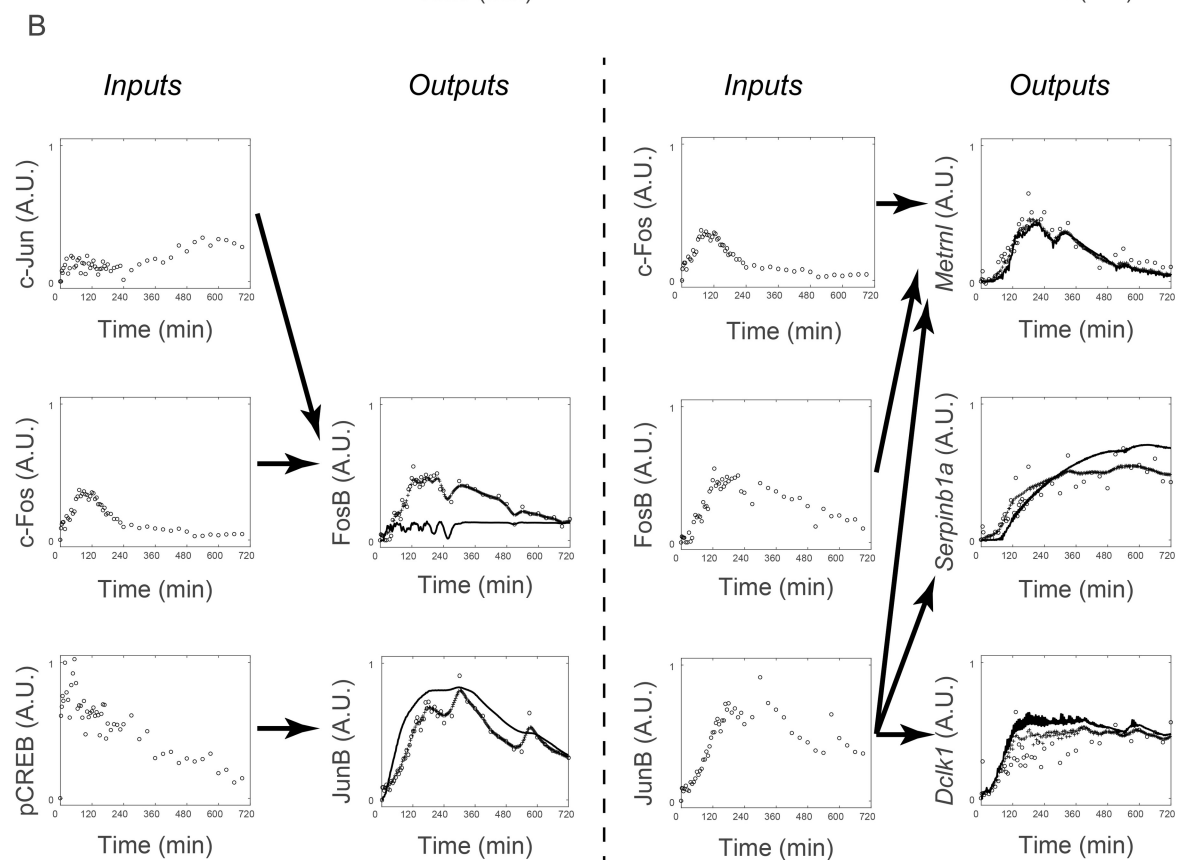 B
Inputs
Outputs
Inputs
Outputs
c-Jun (A.U.)
1
0
0 120 240 360 480 600 720
Time (min)
c-Fos (A.U.)
1
0
0 120 240 360 480 600 720
Time (min)
FosB (A.U.)
1
0
0 120 240 360 480 600 720
Time (min)
pCREB (A.U.)
1
0
0 120 240 360 480 600 720
Time (min)
JunB (A.U.)
1
0
0 120 240 360 480 600 720
Time (min)
c-Fos (A.U.)
1
0
0 120 240 360 480 600 720
Time (min)
Metrnl (A.U.)
1
0
0 120 240 360 480 600 720
Time (min)
FosB (A.U.)
1
0
0 120 240 360 480 600 720
Time (min)
Serpinb1a (A.U.)
1
0
0 120 240 360 480 600 720
Time (min)
JunB (A.U.)
1
0
0 120 240 360 480 600 720
Time (min)
Dclk1 (A.U.)
1
0
0 120 240 360 480 600 720
Time (min)